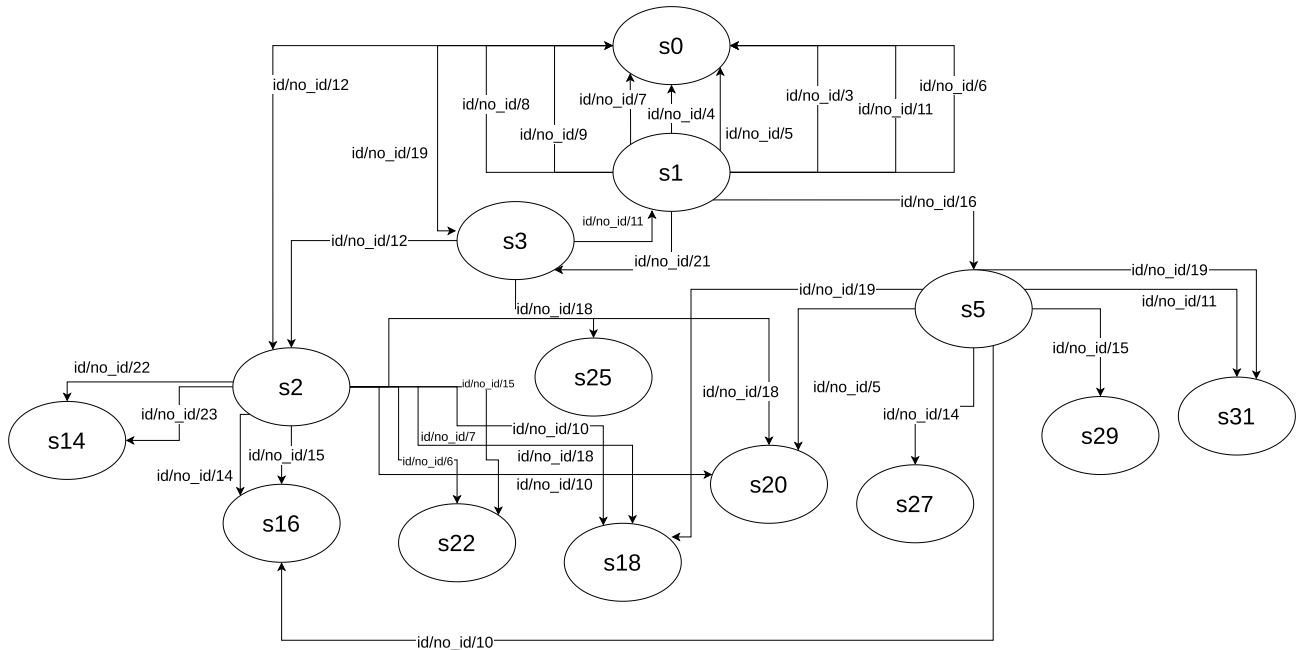 s0
id/no_id/12
id/no_id/6
id/no_id/7
id/no_id/3
id/no_id/8
id/no_id/11
id/no_id/4
id/no_id/9
id/no_id/5
id/no_id/19
s1
id/no_id/16
id/no_id/11
id/no_id/12
s3
id/no_id/21
id/no_id/19
id/no_id/19
id/no_id/11
id/no_id/18
s5
id/no_id/15
id/no_id/22
s25
id/no_id/15
s2
id/no_id/18
id/no_id/5
id/no_id/23
id/no_id/14
s31
id/no_id/10
id/no_id/7
s14
s29
id/no_id/15
id/no_id/18
id/no_id/6
id/no_id/14
id/no_id/10
s20
s27
s16
s22
s18
id/no_id/10